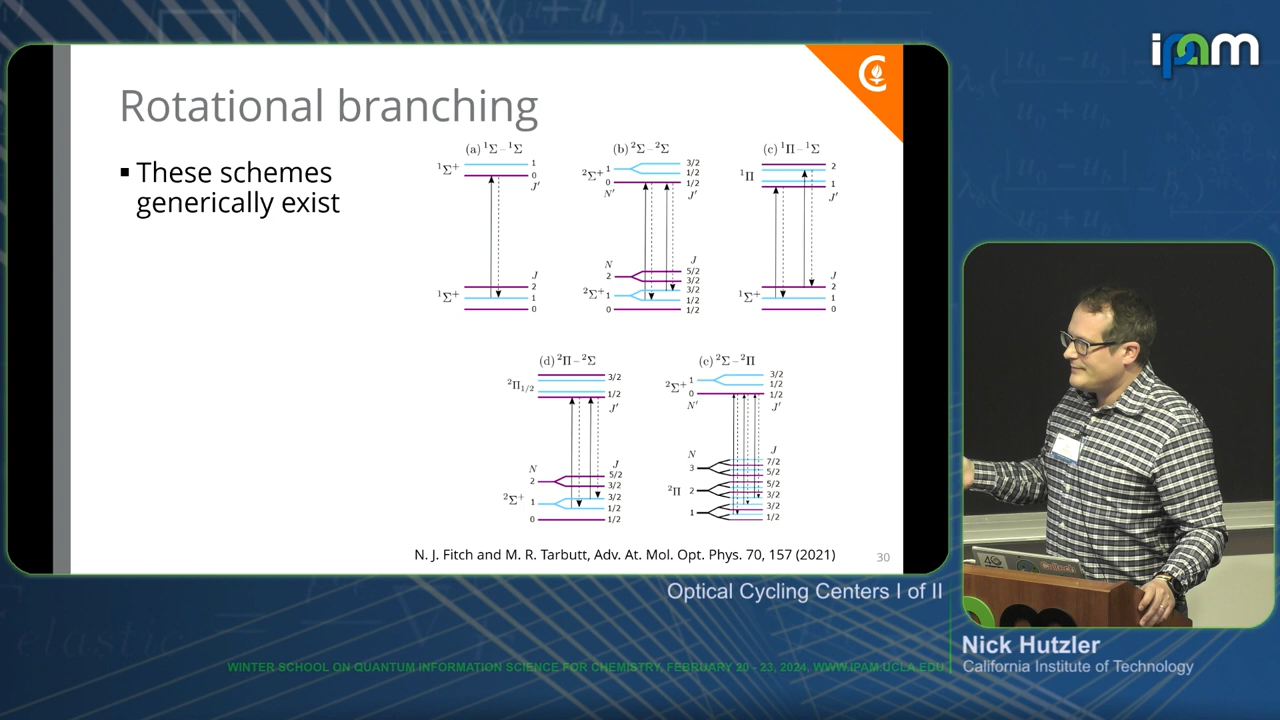 ipam
Rotational branching
▪ These schemes
generically exist
(a) ¹Σ – ¹Σ
¹Σ⁺
1
0
J′
J
2
¹Σ⁺
1
0
(b) ²Σ – ²Σ
²Σ⁺
1
3/2
1/2
0
1/2
N′
J′
N
J
2
5/2
3/2
²Σ⁺
1
3/2
1/2
0
1/2
(c) ¹Π – ¹Σ
¹Π
2
1
J′
J
2
¹Σ⁺
1
0
(d) ²Π – ²Σ
²Π₁/₂
3/2
1/2
J′
N
J
2
5/2
3/2
²Σ⁺
1
3/2
1/2
0
1/2
(e) ²Σ – ²Π
²Σ⁺
1
3/2
1/2
0
N′
J′
N
J
3
7/2
5/2
²Π
2
5/2
3/2
1
3/2
1/2
N. J. Fitch and M. R. Tarbutt, Adv. At. Mol. Opt. Phys. 70, 157 (2021)
30
Optical Cycling Centers I of II
Nick Hutzler
California Institute of Technology
WINTER SCHOOL ON QUANTUM INFORMATION SCIENCE FOR CHEMISTRY, FEBRUARY 20 - 23, 2024, WWW.IPAM.UCLA.EDU